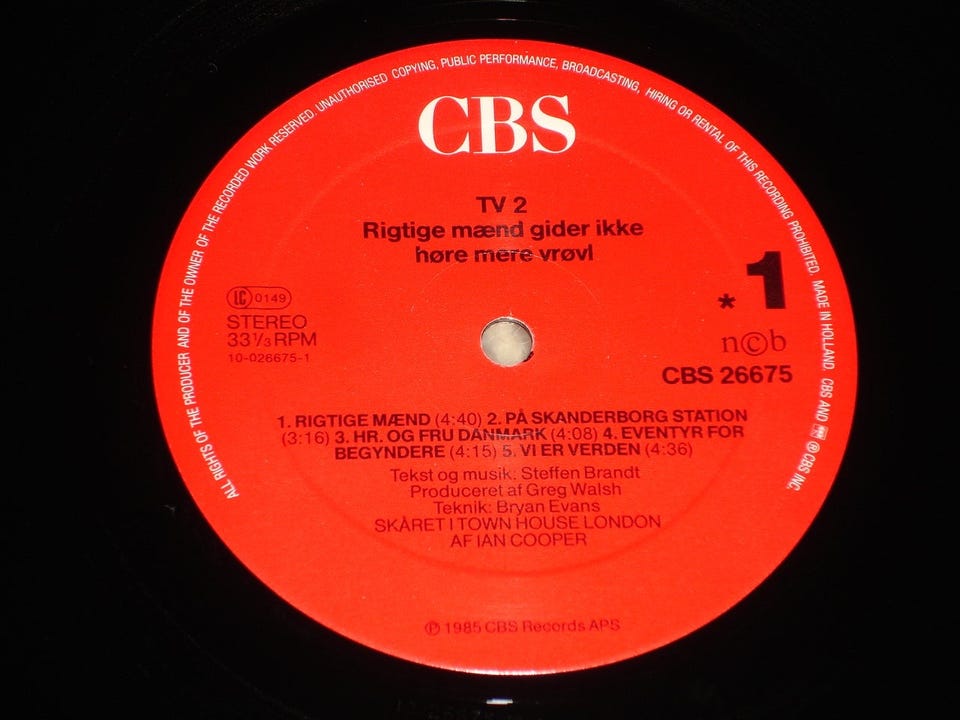 ALL RIGHTS OF THE PRODUCER AND OF THE OWNER OF THE RECORDED WORK RESERVED. UNAUTHORISED COPYING, PUBLIC PERFORMANCE, BROADCASTING, HIRING OR RENTAL OF THIS RECORDING PROHIBITED. MADE IN HOLLAND. CBS AND ℗ CBS INC.
CBS
TV 2
Rigtige mænd gider ikke
høre mere vrøvl
LC 0149
STEREO
33 1/3 RPM
10-026675-1
* 1
n©b
CBS 26675
1. RIGTIGE MÆND (4:40) 2. PÅ SKANDERBORG STATION
(3:16) 3. HR. OG FRU DANMARK (4:08) 4. EVENTYR FOR
BEGYNDERE (4:15) 5. VI ER VERDEN (4:36)
Tekst og musik: Steffen Brandt
Produceret af Greg Walsh
Teknik: Bryan Evans
SKÅRET I TOWN HOUSE LONDON
AF IAN COOPER
℗ 1985 CBS Records APS